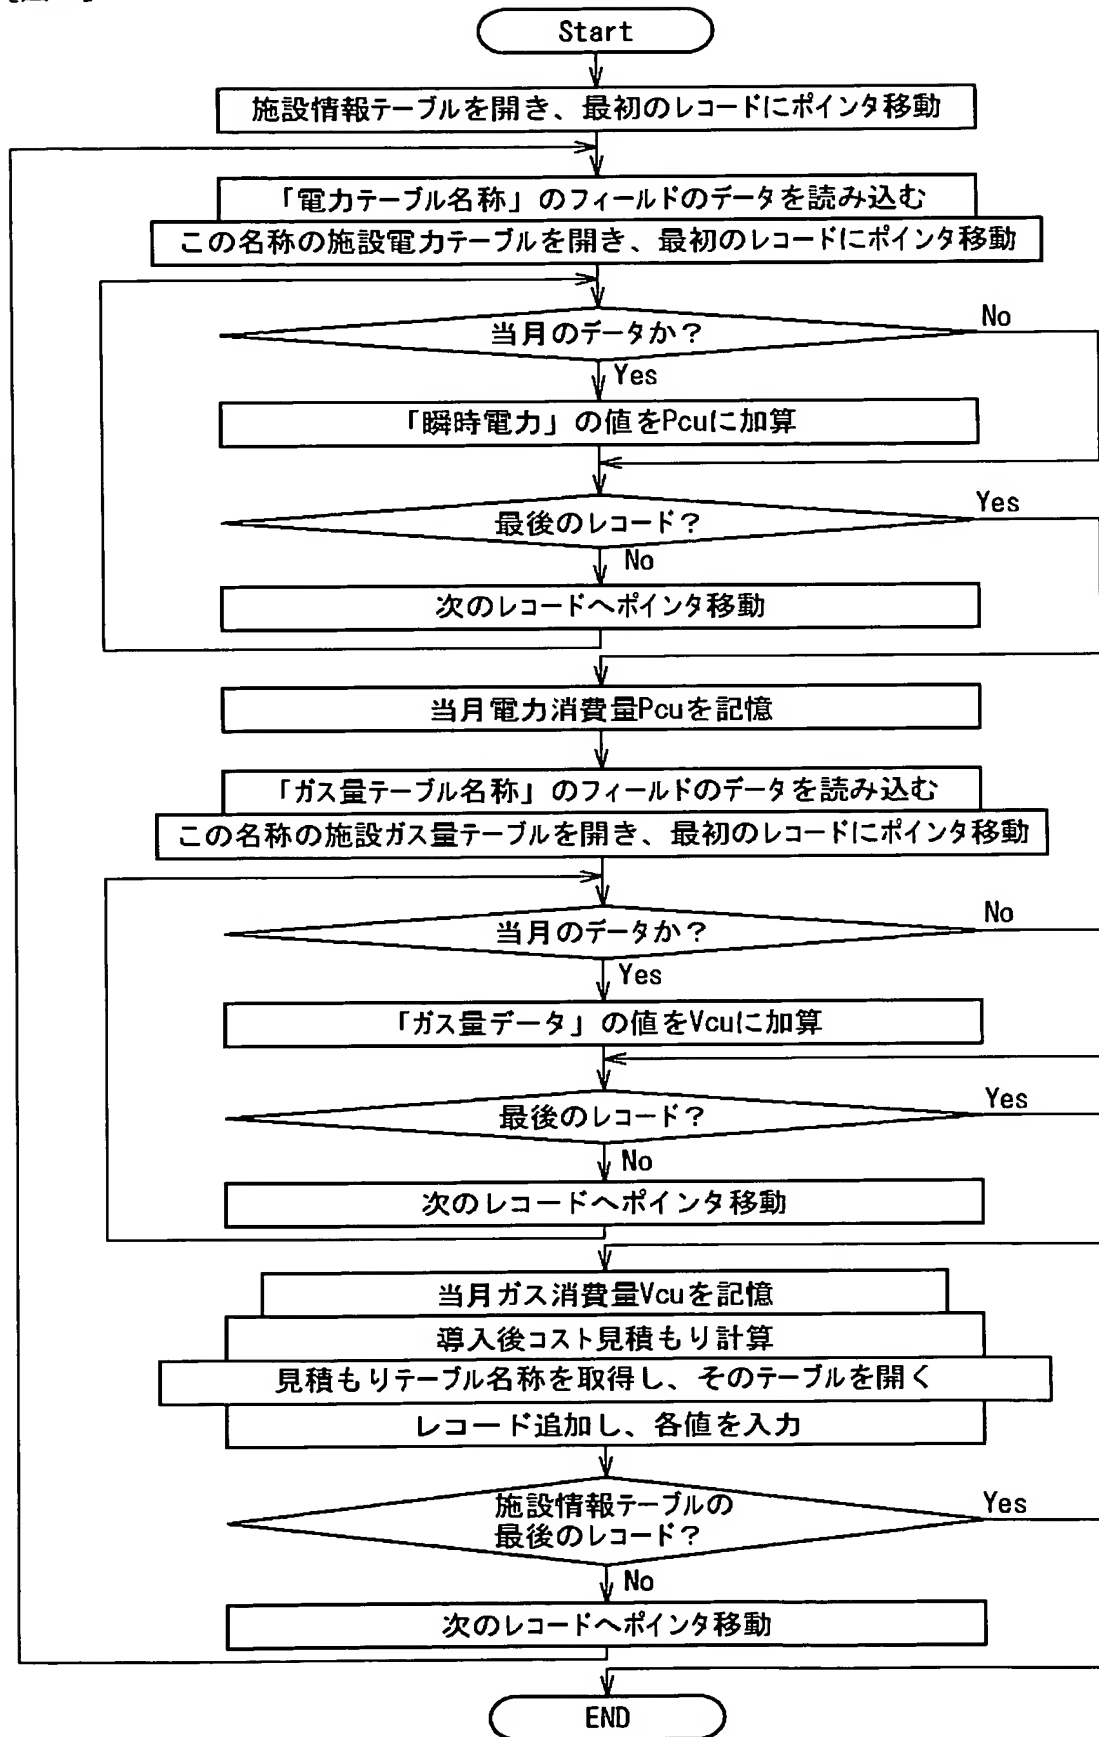 Start
施設情報テーブルを開き、最初のレコードにポインタ移動
「電力テーブル名称」のフィールドのデータを読み込む
この名称の施設電力テーブルを開き、最初のレコードにポインタ移動
当月のデータか?
No
Yes
「瞬時電力」の値をPcuに加算
最後のレコード?
Yes
No
次のレコードへポインタ移動
当月電力消費量Pcuを記憶
「ガス量テーブル名称」のフィールドのデータを読み込む
この名称の施設ガス量テーブルを開き、最初のレコードにポインタ移動
当月のデータか?
No
Yes
「ガス量データ」の値をVcuに加算
最後のレコード?
Yes
No
次のレコードへポインタ移動
当月ガス消費量Vcuを記憶
導入後コスト見積もり計算
見積もりテーブル名称を取得し、そのテーブルを開く
レコード追加し、各値を入力
施設情報テーブルの
最後のレコード?
Yes
No
次のレコードへポインタ移動
END